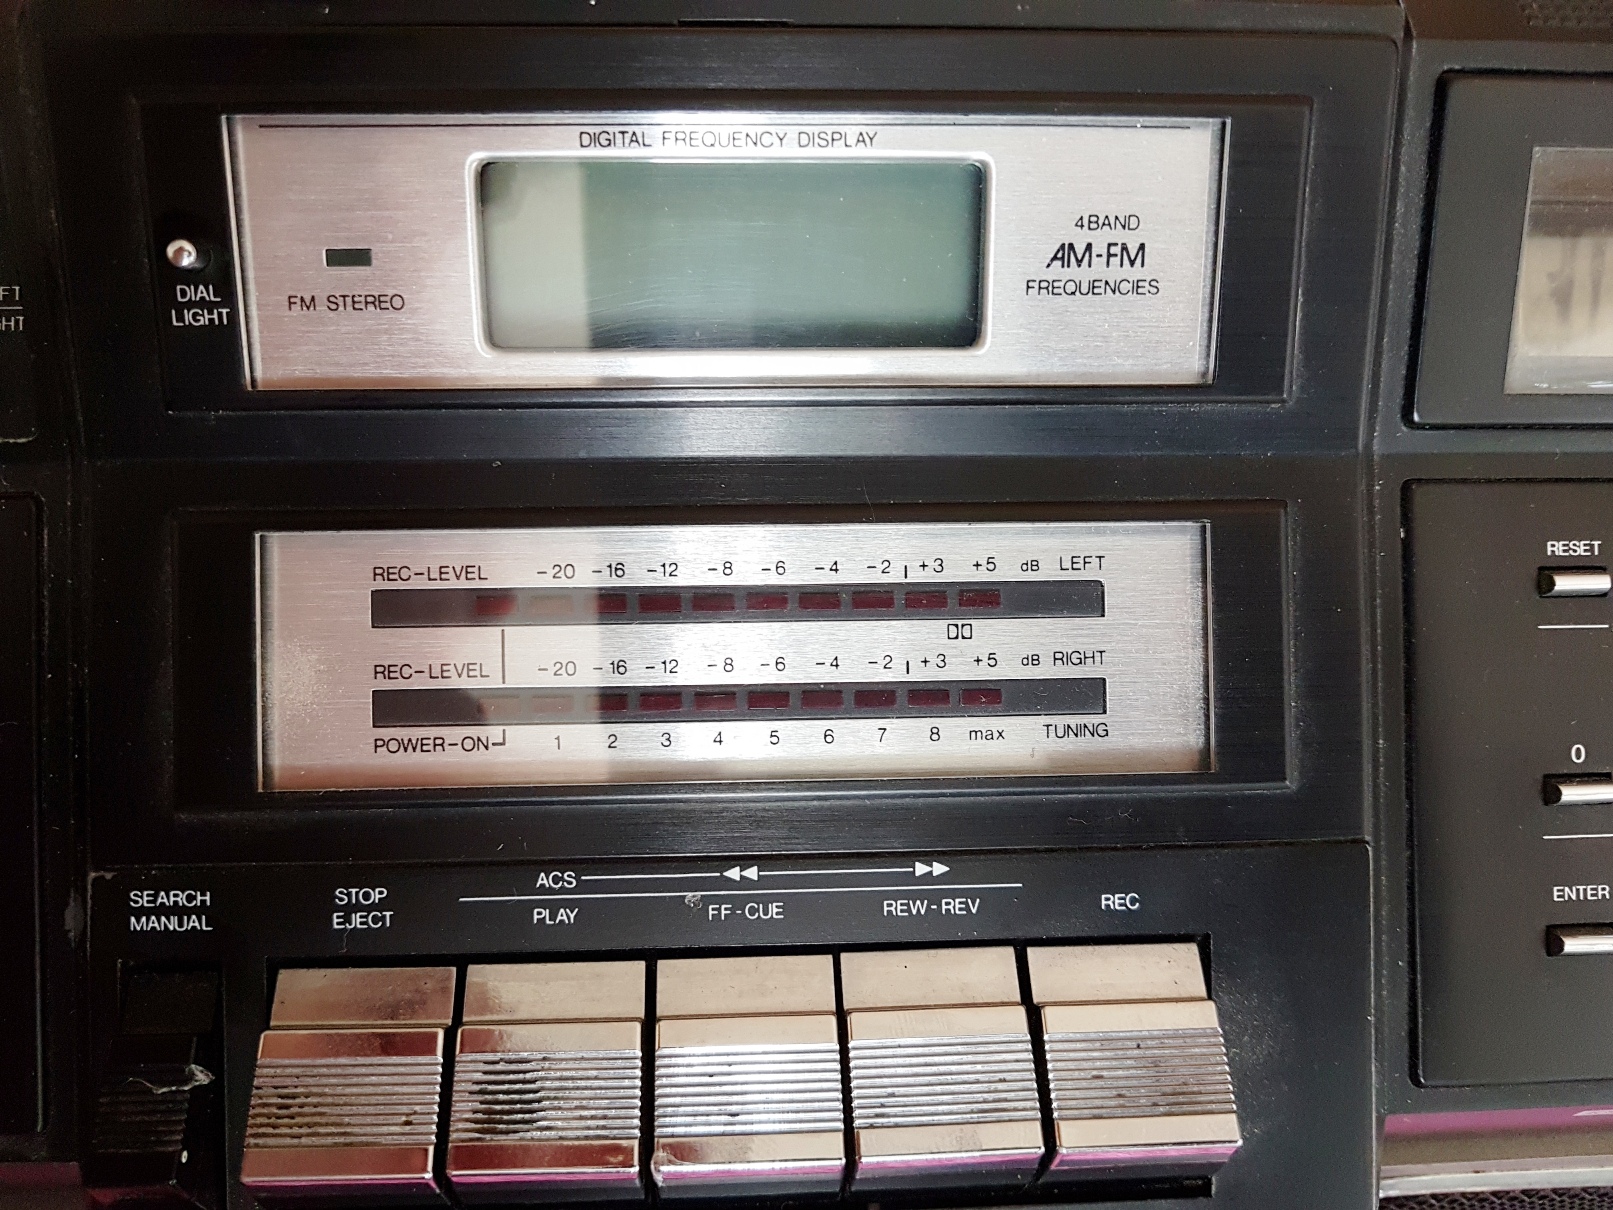 DIGITAL FREQUENCY DISPLAY
4 BAND
AM-FM
FREQUENCIES
DIAL
LIGHT
FM STEREO
REC-LEVEL -20 -16 -12 -8 -6 -4 -2 +3 +5 dB LEFT
REC-LEVEL -20 -16 -12 -8 -6 -4 -2 +3 +5 dB RIGHT
POWER-ON 1 2 3 4 5 6 7 8 max TUNING
RESET
0
ENTER
SEARCH
MANUAL
STOP
EJECT
ACS
PLAY
FF-CUE
REW-REV
REC